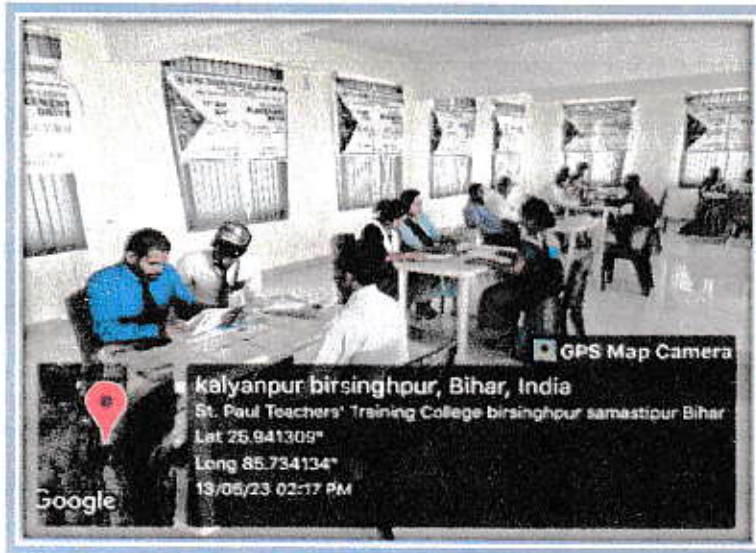 GPS Map Camera
kalyanpur birsinghpur, Bihar, India
St. Paul Teachers' Training College birsinghpur samastipur Bihar
Lat 25.941309°
Long 85.734134°
13/05/23 02:17 PM
Google